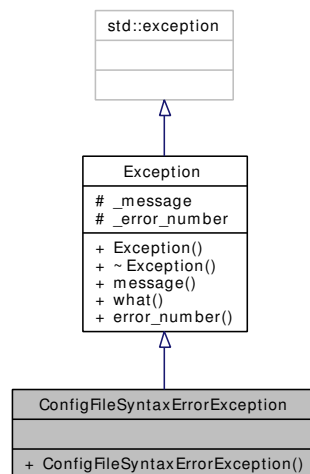 std::exception
Exception
# _message
# _error_number
+ Exception()
+ ~Exception()
+ message()
+ what()
+ error_number()
ConfigFileSyntaxErrorException
+ ConfigFileSyntaxErrorException()